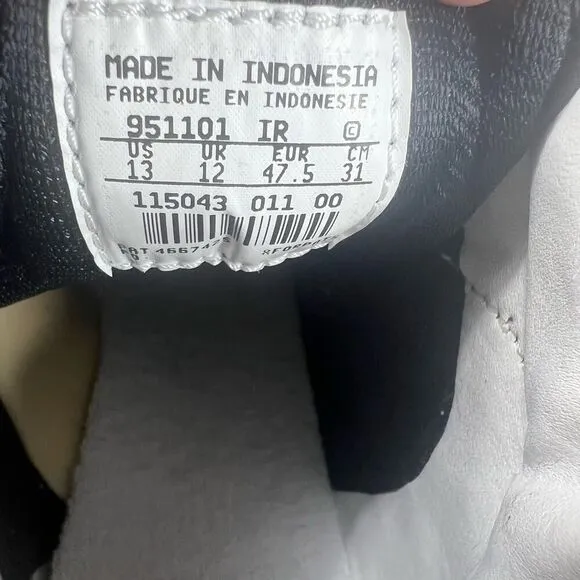 MADE IN INDONESIA
FABRIQUE EN INDONESIE
951101 IR ©
US UK EUR CM
13 12 47.5 31
115043 011 00